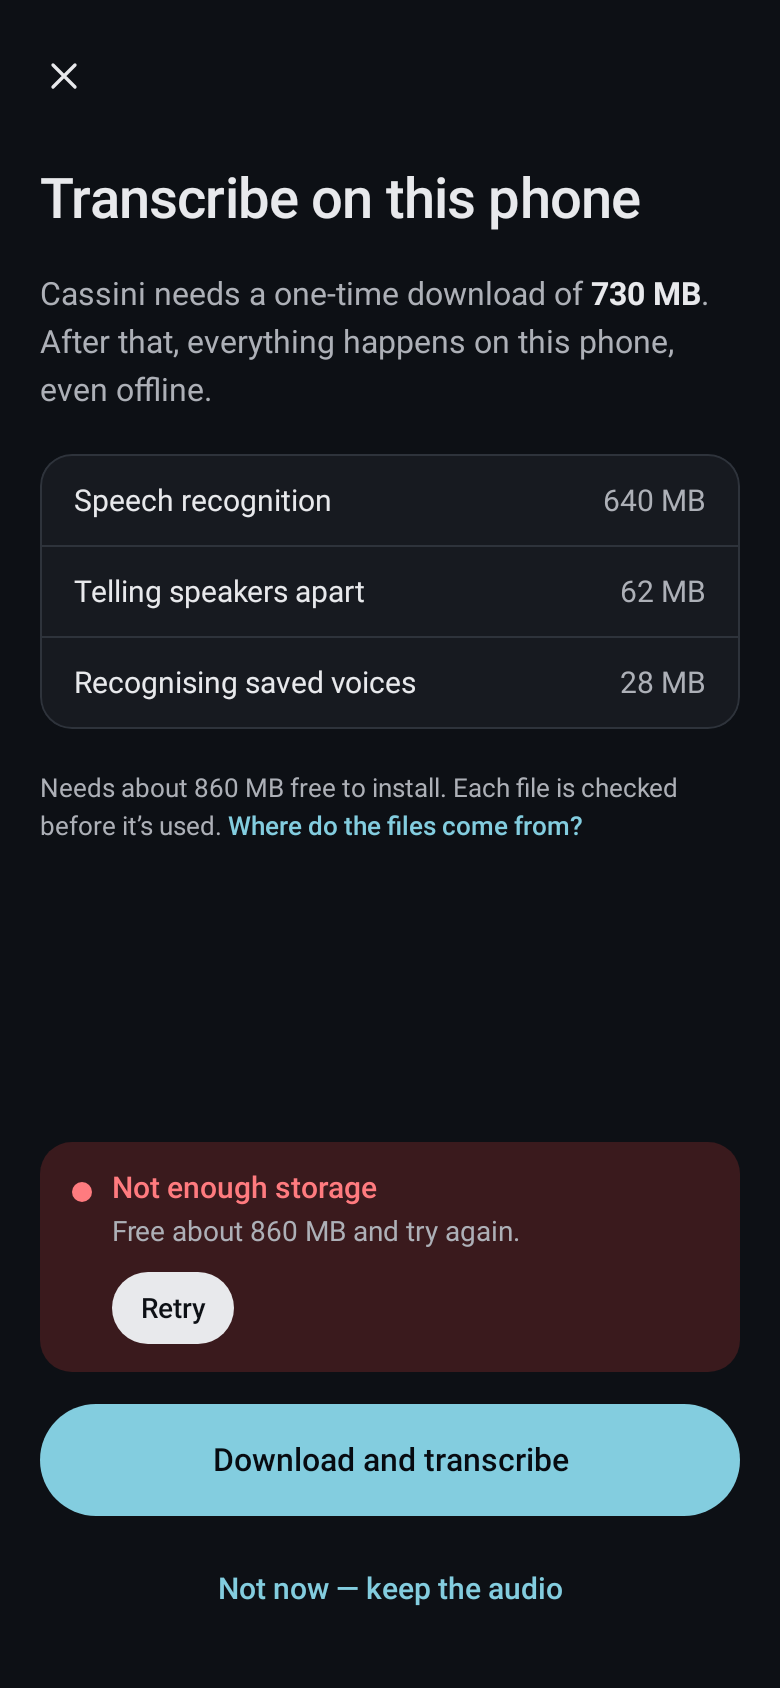 Transcribe on this phone
Cassini needs a one-time download of 730 MB.
After that, everything happens on this phone,
even offline.
Speech recognition 640 MB
Telling speakers apart 62 MB
Recognising saved voices 28 MB
Needs about 860 MB free to install. Each file is checked
before it’s used. Where do the files come from?
Not enough storage
Free about 860 MB and try again.
Retry
Download and transcribe
Not now — keep the audio